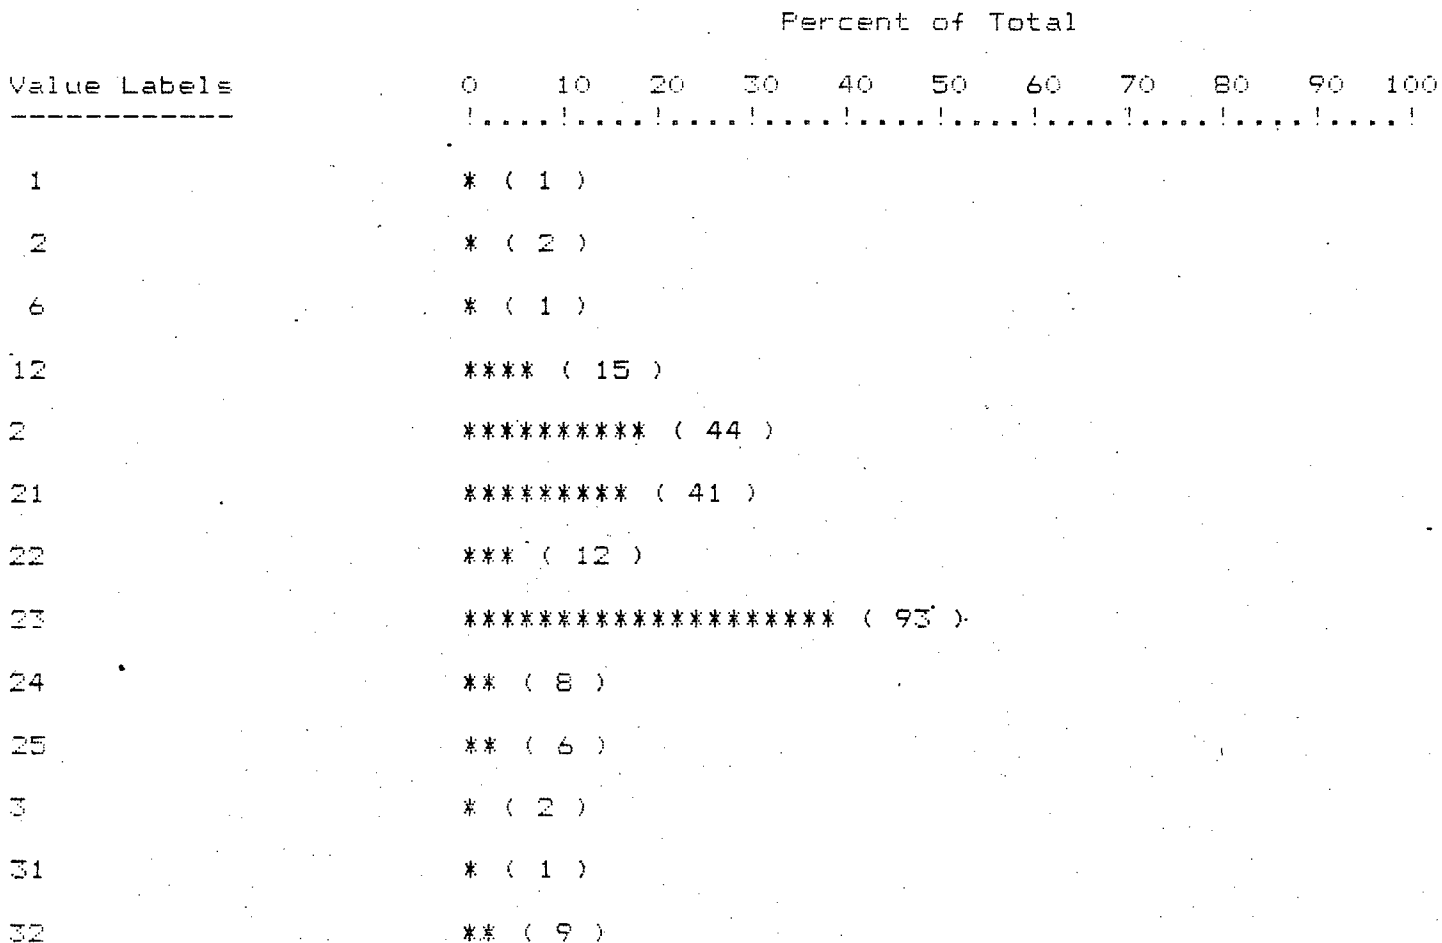 Percent of Total
Value Labels 0 10 20 30 40 50 60 70 80 90 100
------------ !....!....!....!....!....!....!....!....!....!....!
1 * ( 1 )
2 * ( 2 )
6 * ( 1 )
12 **** ( 15 )
2 ********** ( 44 )
21 ********* ( 41 )
22 *** ( 12 )
23 ******************** ( 93 )
24 ** ( 8 )
25 ** ( 6 )
3 * ( 2 )
31 * ( 1 )
32 ** ( 9 )